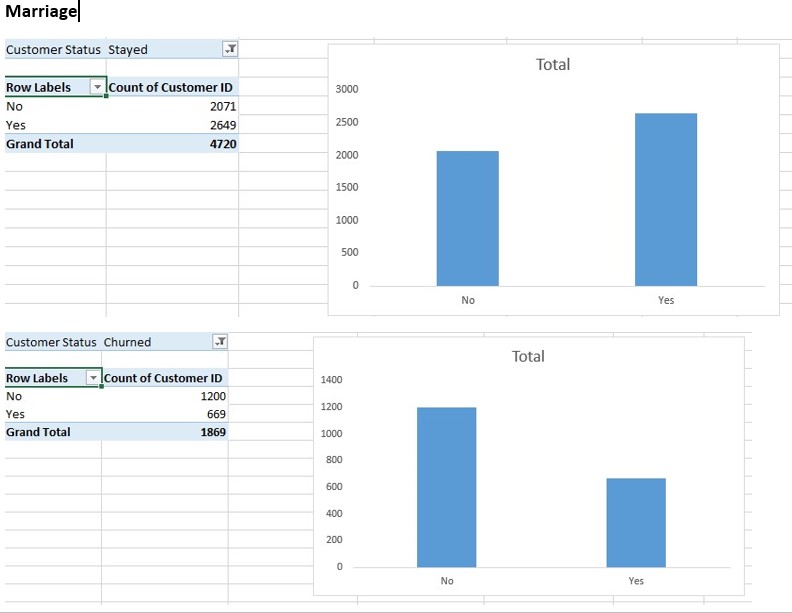 Marriage
Customer Status Stayed
Row Labels Count of Customer ID
No 2071
Yes 2649
Grand Total 4720
Total
3000
2500
2000
1500
1000
500
0
No Yes
Customer Status Churned
Row Labels Count of Customer ID
No 1200
Yes 669
Grand Total 1869
Total
1400
1200
1000
800
600
400
200
0
No Yes